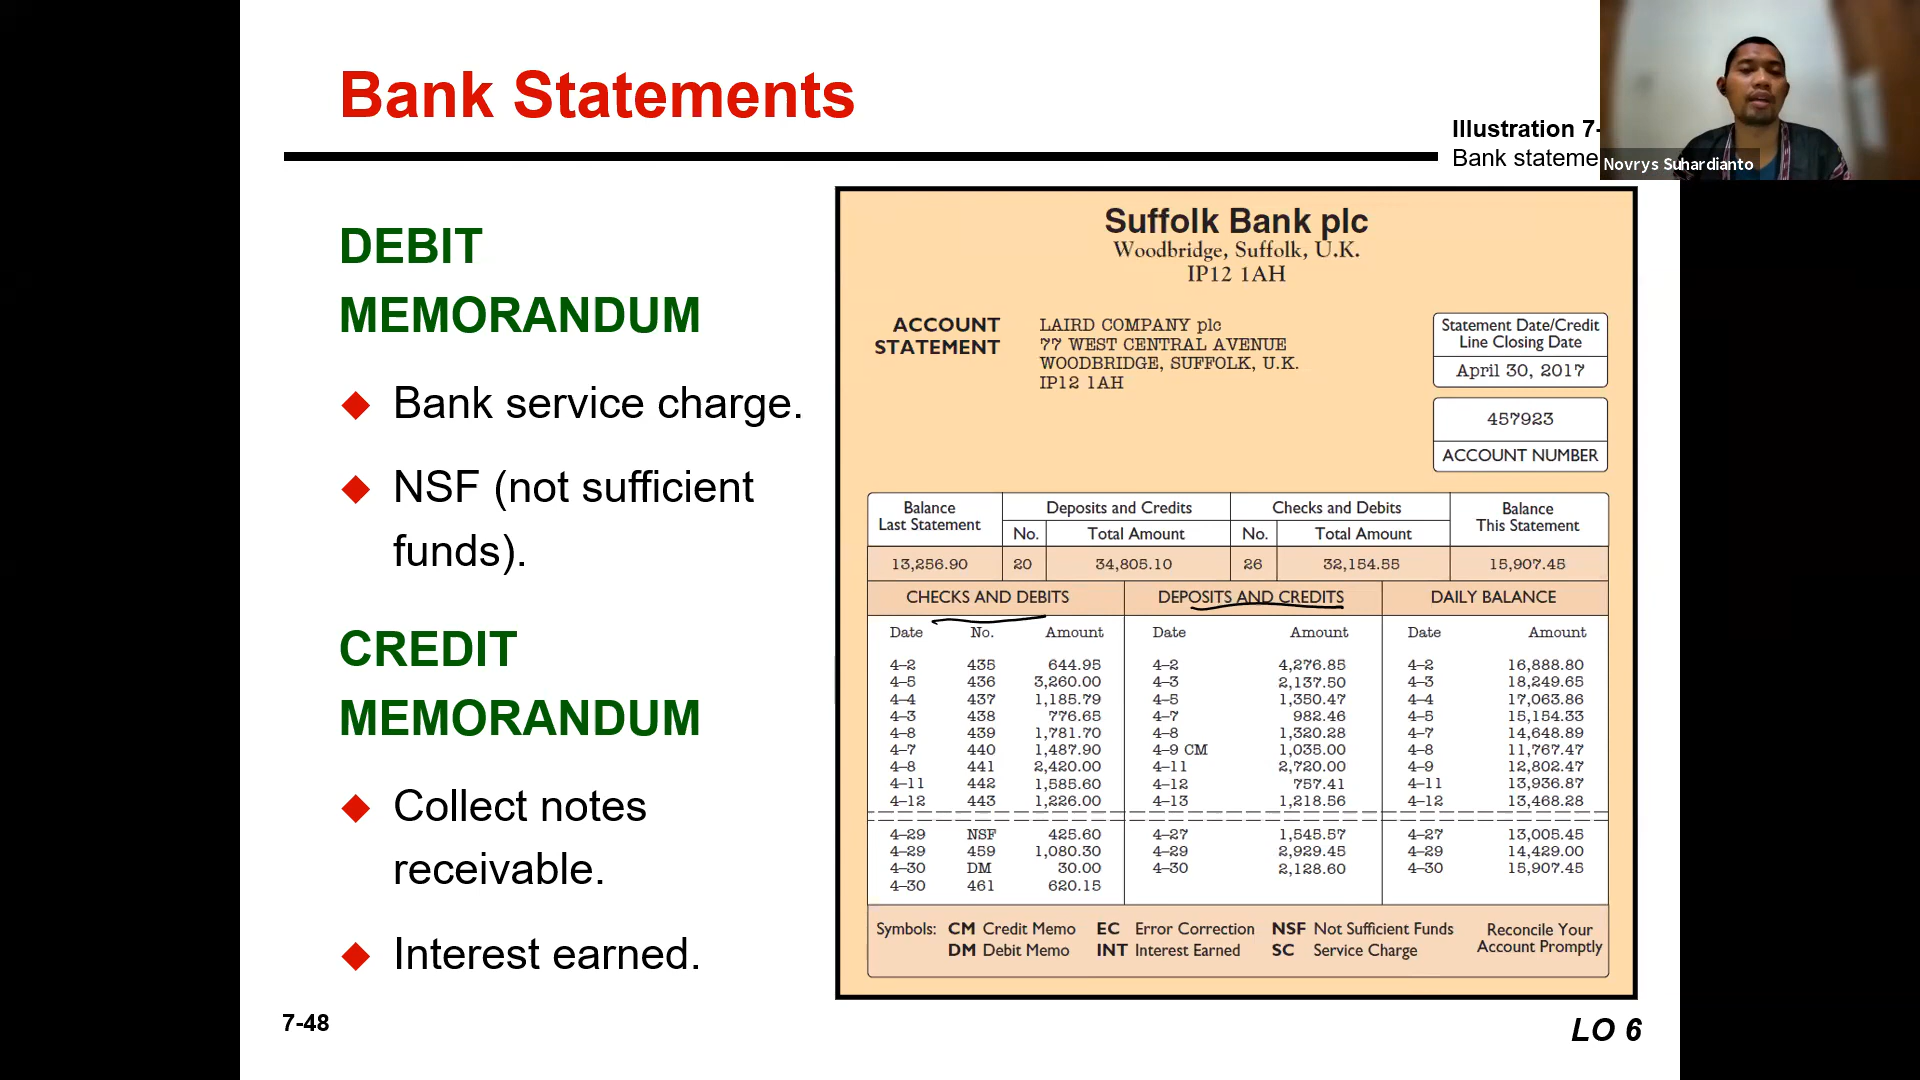 Bank Statements
Illustration 7-
Bank stateme
Novrys Suhardianto
DEBIT
MEMORANDUM
Bank service charge.
NSF (not sufficient
funds).
CREDIT
MEMORANDUM
Collect notes
receivable.
Interest earned.
7-48
LO 6
Suffolk Bank plc
Woodbridge, Suffolk, U.K.
IP12 1AH
ACCOUNT
STATEMENT
LAIRD COMPANY plc
77 WEST CENTRAL AVENUE
WOODBRIDGE, SUFFOLK, U.K.
IP12 1AH
Statement Date/Credit
Line Closing Date
April 30, 2017
457923
ACCOUNT NUMBER
Balance Last Statement Deposits and Credits Checks and Debits Balance This Statement
No. Total Amount No. Total Amount
13,256.90 20 34,805.10 26 32,154.55 15,907.45
CHECKS AND DEBITS DEPOSITS AND CREDITS DAILY BALANCE
Date No. Amount Date Amount Date Amount
4–2 435 644.95 4–2 4,276.85 4–2 16,888.80
4–5 436 3,260.00 4–3 2,137.50 4–3 18,249.65
4–4 437 1,185.79 4–5 1,350.47 4–4 17,063.86
4–3 438 776.65 4–7 982.46 4–5 15,154.33
4–8 439 1,781.70 4–8 1,320.28 4–7 14,648.89
4–7 440 1,487.90 4–9 CM 1,035.00 4–8 11,767.47
4–8 441 2,420.00 4–11 2,720.00 4–9 12,802.47
4–11 442 1,585.60 4–12 757.41 4–11 13,936.87
4–12 443 1,226.00 4–13 1,218.56 4–12 13,468.28
4–29 NSF 425.60 4–27 1,545.57 4–27 13,005.45
4–29 459 1,080.30 4–29 2,929.45 4–29 14,429.00
4–30 DM 30.00 4–30 2,128.60 4–30 15,907.45
4–30 461 620.15
Symbols: CM Credit Memo EC Error Correction NSF Not Sufficient Funds Reconcile Your
DM Debit Memo INT Interest Earned SC Service Charge Account Promptly